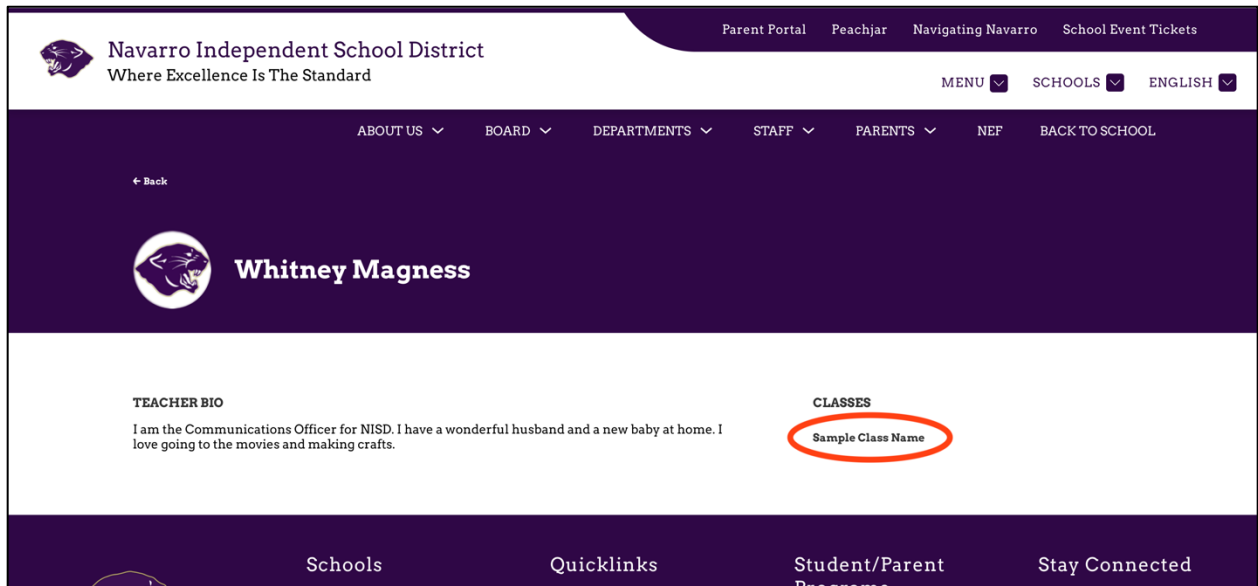 Parent Portal Peachjar Navigating Navarro School Event Tickets
Navarro Independent School District
Where Excellence Is The Standard
MENU SCHOOLS ENGLISH
ABOUT US BOARD DEPARTMENTS STAFF PARENTS NEF BACK TO SCHOOL
← Back
Whitney Magness
TEACHER BIO
I am the Communications Officer for NISD. I have a wonderful husband and a new baby at home. I
love going to the movies and making crafts.
CLASSES
Sample Class Name
Schools Quicklinks Student/Parent Stay Connected
Programs